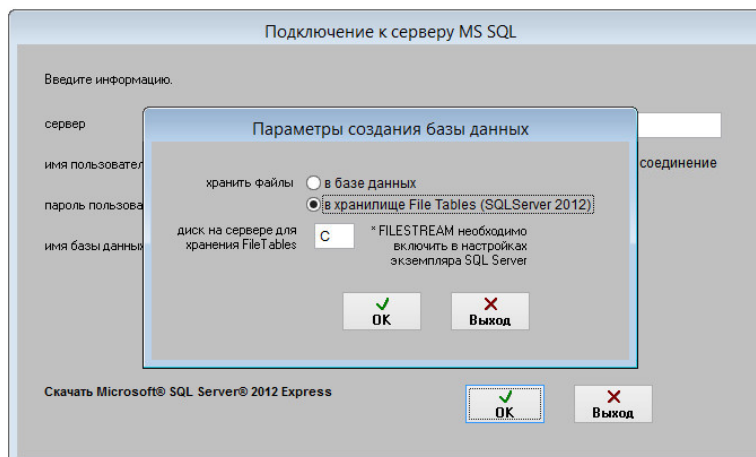 Подключение к серверу MS SQL
Введите информацию.
сервер
Параметры создания базы данных
имя пользовател
соединение
хранить файлы
в базе данных
пароль пользова
в хранилище File Tables (SQLServer 2012)
диск на сервере для
хранения FileTables
C
* FILESTREAM необходимо
включить в настройках
экземпляра SQL Server
имя базы данных
OK
Выход
Скачать Microsoft® SQL Server® 2012 Express
OK
Выход